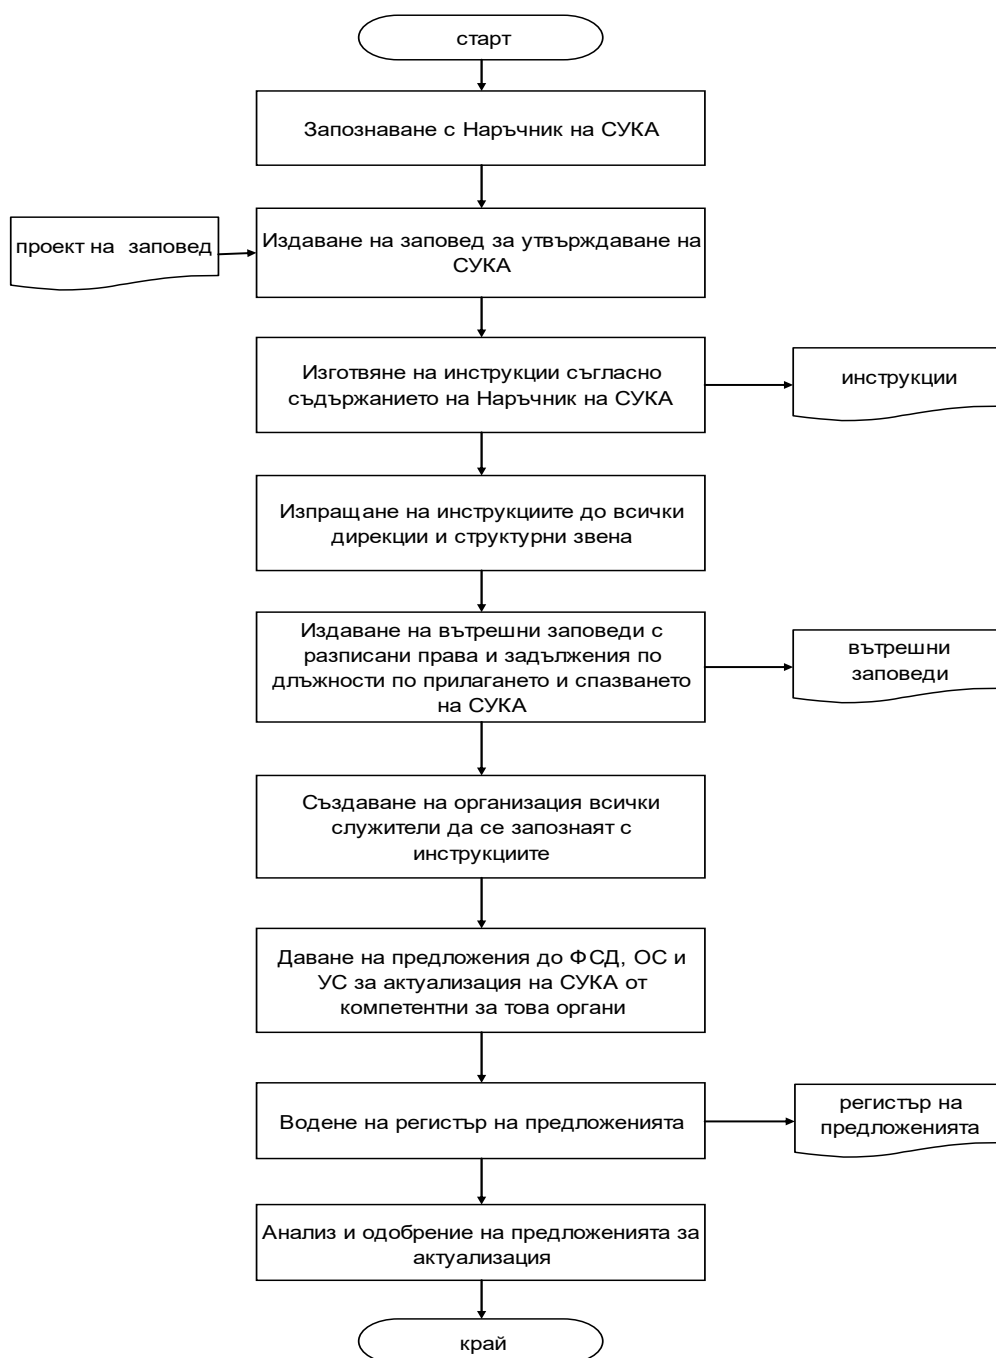 старт
Запознаване с Наръчник на СУКА
проект на заповед
Издаване на заповед за утвърждаване на
СУКА
Изготвяне на инструкции съгласно
съдържанието на Наръчник на СУКА
инструкции
Изпращане на инструкциите до всички
дирекции и структурни звена
Издаване на вътрешни заповеди с
разписани права и задължения по
длъжности по прилагането и спазването
на СУКА
вътрешни
заповеди
Създаване на организация всички
служители да се запознаят с
инструкциите
Даване на предложения до ФСД, ОС и
УС за актуализация на СУКА от
компетентни за това органи
Водене на регистър на предложенията
регистър на
предложенията
Анализ и одобрение на предложенията за
актуализация
край